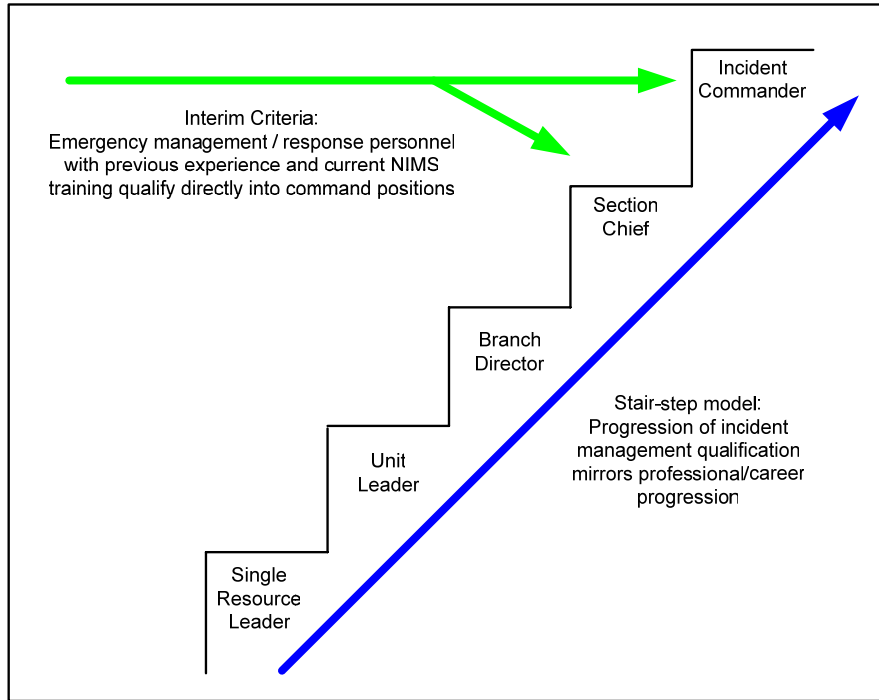 Incident
Commander
Interim Criteria:
Emergency management / response personnel
with previous experience and current NIMS
training qualify directly into command positions
Section
Chief
Branch
Director
Stair-step model:
Progression of incident
management qualification
mirrors professional/career
progression
Unit
Leader
Single
Resource
Leader